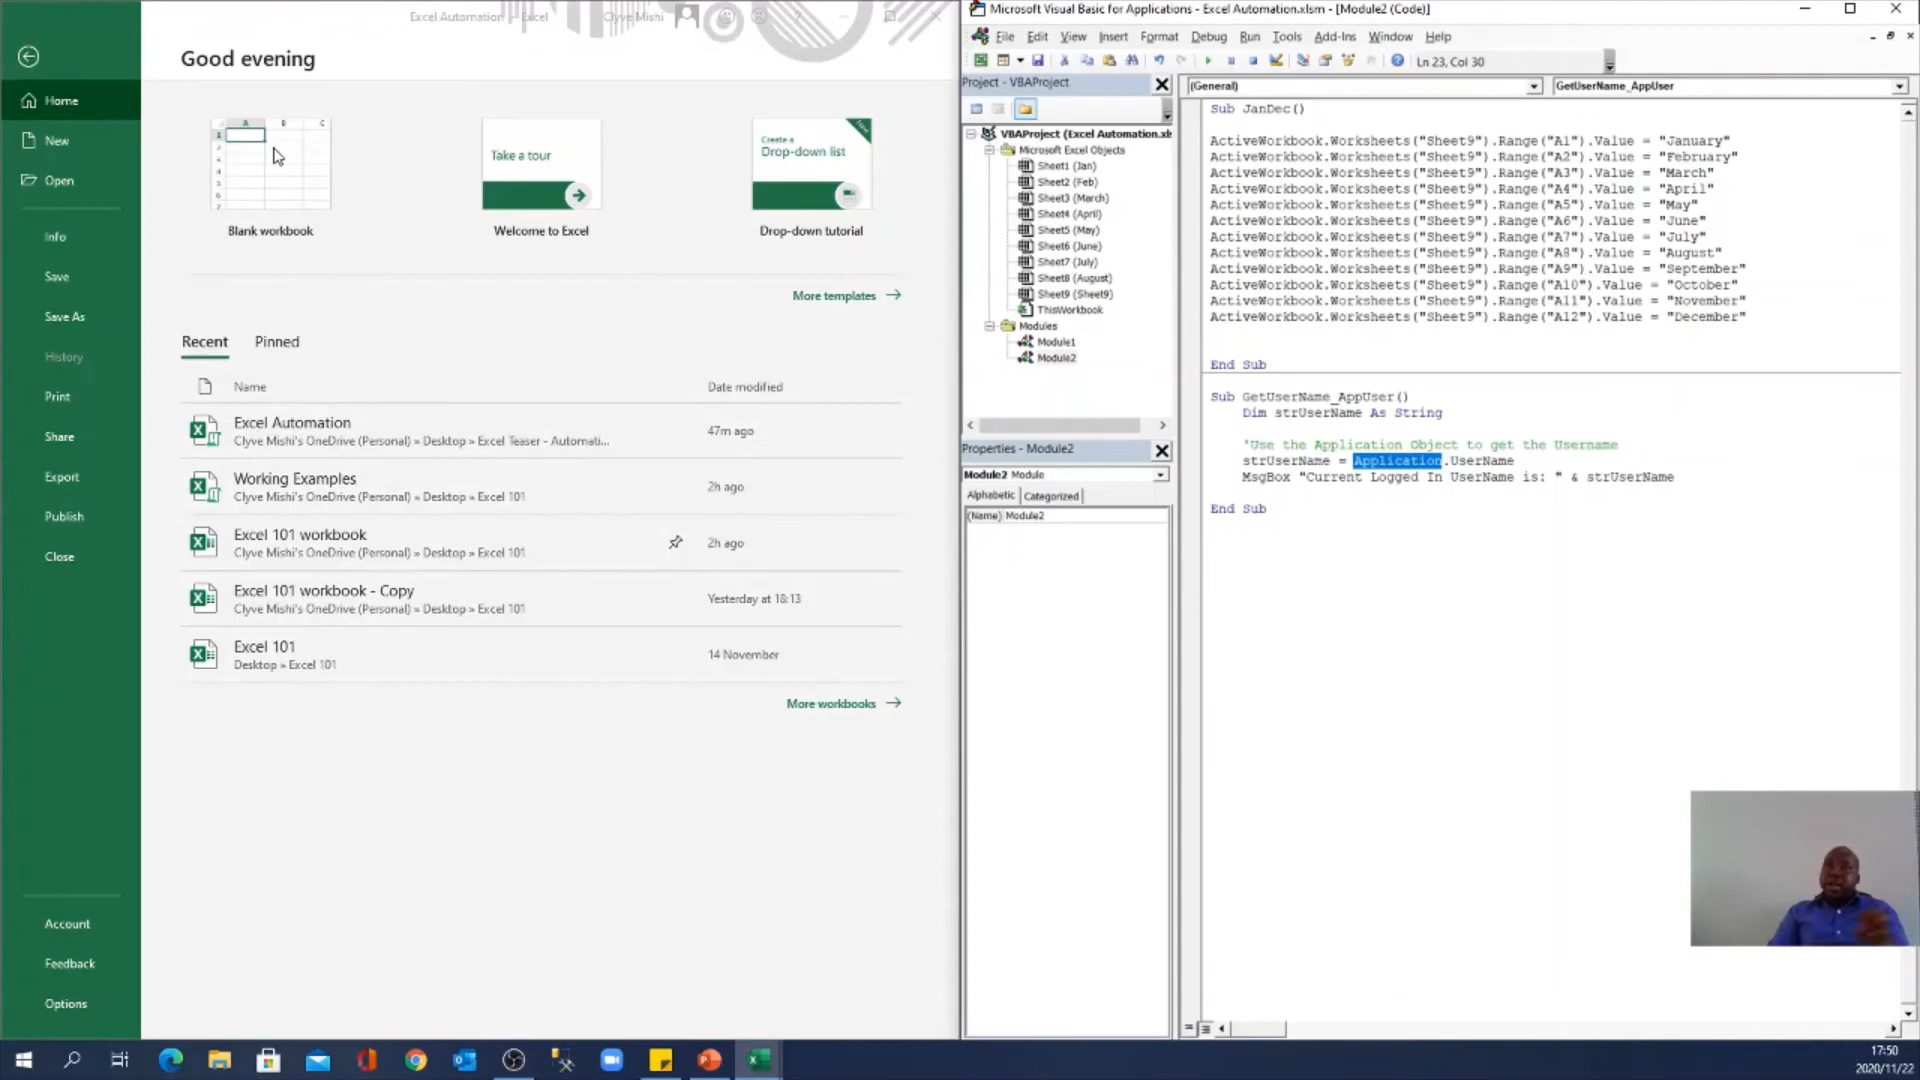 Excel Automation - Excel
Clyve Mishi
Good evening
Home
New
Open
Info
Save
Save As
History
Print
Share
Export
Publish
Close
Account
Feedback
Options
A B C
Blank workbook
Take a tour
Welcome to Excel
New
Create a
Drop-down list
Drop-down tutorial
More templates
Recent
Pinned
Name
Date modified
Excel Automation
Clyve Mishi's OneDrive (Personal) » Desktop » Excel Teaser - Automati...
47m ago
Working Examples
Clyve Mishi's OneDrive (Personal) » Desktop » Excel 101
2h ago
Excel 101 workbook
Clyve Mishi's OneDrive (Personal) » Desktop » Excel 101
2h ago
Excel 101 workbook - Copy
Clyve Mishi's OneDrive (Personal) » Desktop » Excel 101
Yesterday at 18:13
Excel 101
Desktop » Excel 101
14 November
More workbooks
Microsoft Visual Basic for Applications - Excel Automation.xlsm - [Module2 (Code)]
File Edit View Insert Format Debug Run Tools Add-Ins Window Help
Ln 23, Col 30
Project - VBAProject
VBAProject (Excel Automation.xl
Microsoft Excel Objects
Sheet1 (Jan)
Sheet2 (Feb)
Sheet3 (March)
Sheet4 (April)
Sheet5 (May)
Sheet6 (June)
Sheet7 (July)
Sheet8 (August)
Sheet9 (Sheet9)
ThisWorkbook
Modules
Module1
Module2
Properties - Module2
Module2 Module
Alphabetic Categorized
(Name) Module2
(General)
GetUserName_AppUser
Sub JanDec()
ActiveWorkbook.Worksheets("Sheet9").Range("A1").Value = "January"
ActiveWorkbook.Worksheets("Sheet9").Range("A2").Value = "February"
ActiveWorkbook.Worksheets("Sheet9").Range("A3").Value = "March"
ActiveWorkbook.Worksheets("Sheet9").Range("A4").Value = "April"
ActiveWorkbook.Worksheets("Sheet9").Range("A5").Value = "May"
ActiveWorkbook.Worksheets("Sheet9").Range("A6").Value = "June"
ActiveWorkbook.Worksheets("Sheet9").Range("A7").Value = "July"
ActiveWorkbook.Worksheets("Sheet9").Range("A8").Value = "August"
ActiveWorkbook.Worksheets("Sheet9").Range("A9").Value = "September"
ActiveWorkbook.Worksheets("Sheet9").Range("A10").Value = "October"
ActiveWorkbook.Worksheets("Sheet9").Range("A11").Value = "November"
ActiveWorkbook.Worksheets("Sheet9").Range("A12").Value = "December"
End Sub
Sub GetUserName_AppUser()
Dim strUserName As String
'Use the Application Object to get the Username
strUserName = Application.UserName
MsgBox "Current Logged In UserName is: " & strUserName
End Sub
17:50
2020/11/22